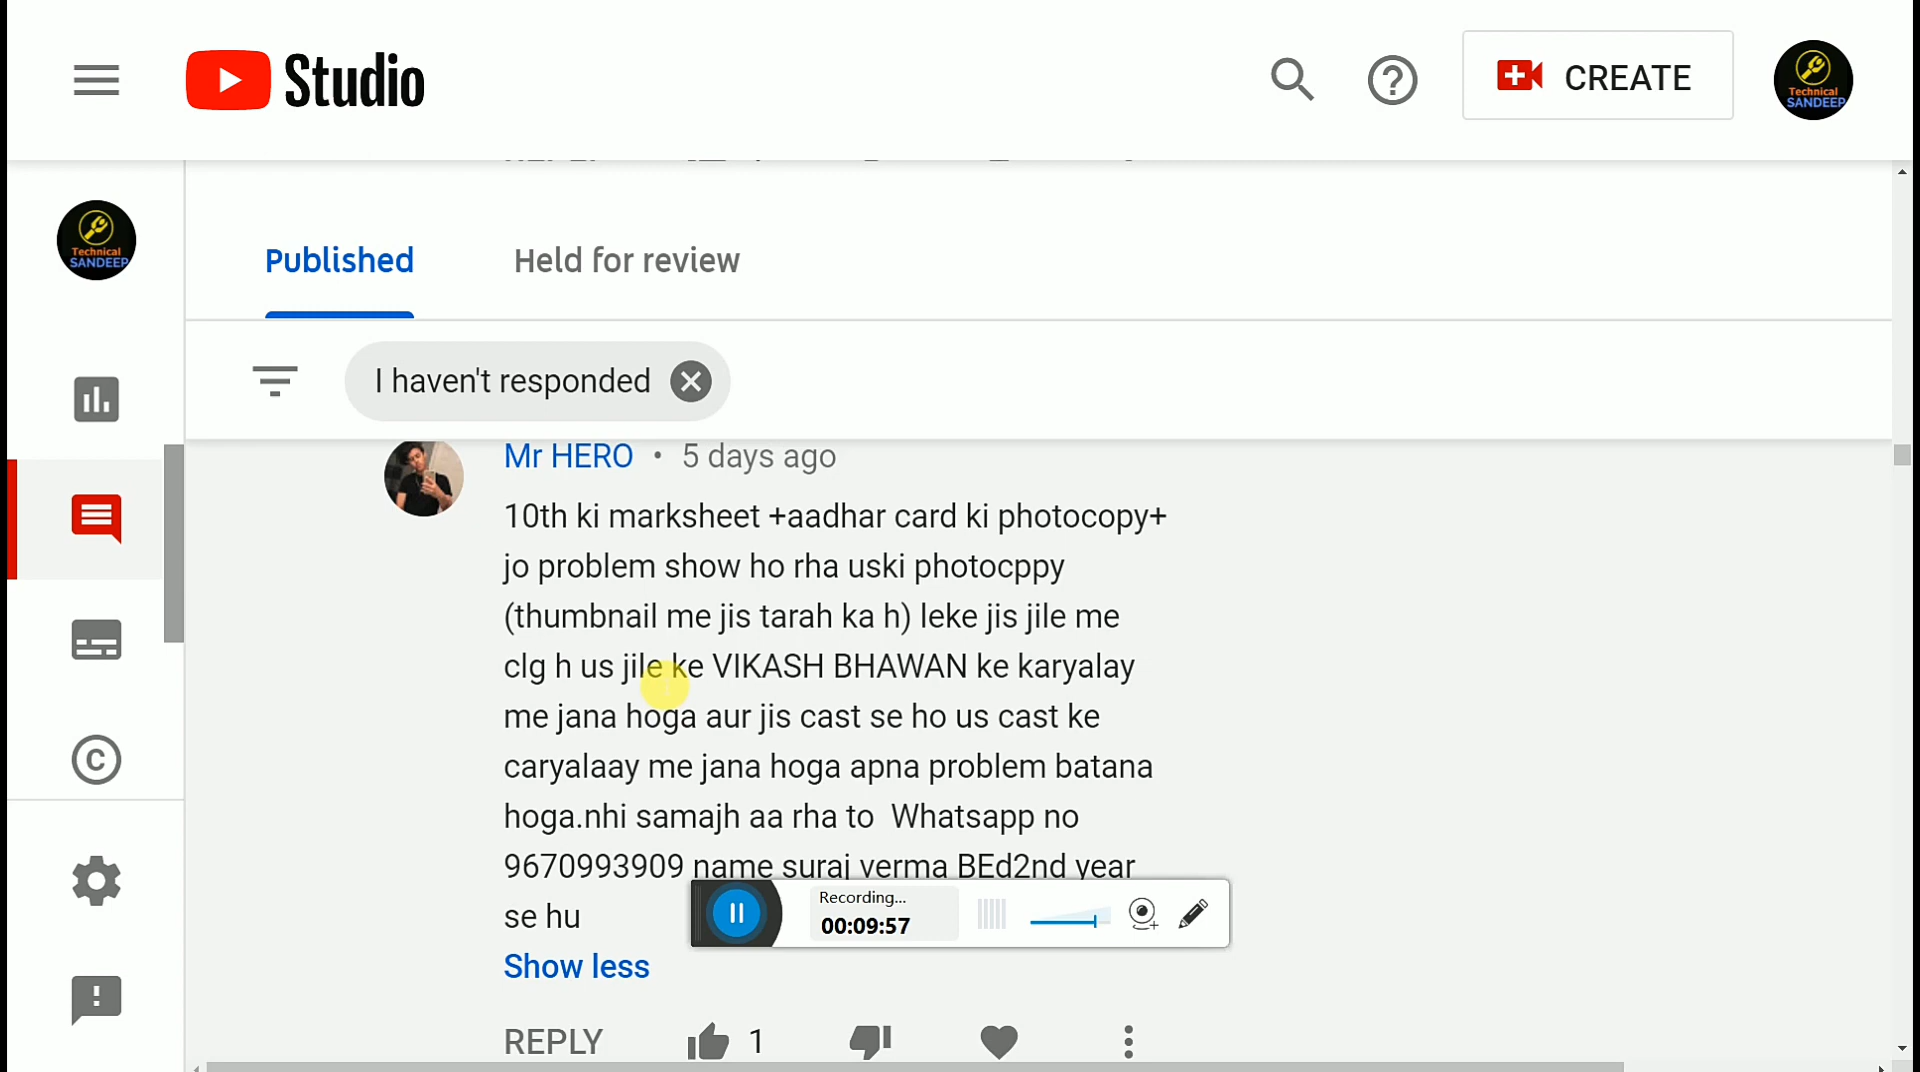 Studio
CREATE
Technical
SANDEEP
Technical
SANDEEP
Published
Held for review
I haven't responded
Mr HERO • 5 days ago
10th ki marksheet +aadhar card ki photocopy+
jo problem show ho rha uski photocppy
(thumbnail me jis tarah ka h) leke jis jile me
clg h us jile ke VIKASH BHAWAN ke karyalay
me jana hoga aur jis cast se ho us cast ke
caryalaay me jana hoga apna problem batana
hoga.nhi samajh aa rha to Whatsapp no
9670993909 name suraj verma BEd2nd year
se hu
Recording...
00:09:57
Show less
REPLY
1